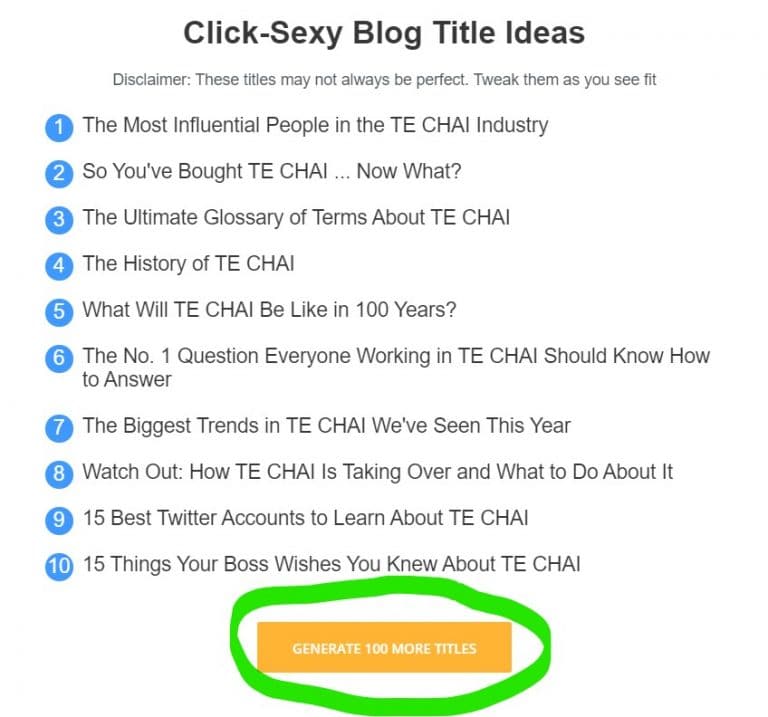 Click-Sexy Blog Title Ideas
Disclaimer: These titles may not always be perfect. Tweak them as you see fit
1 The Most Influential People in the TE CHAI Industry
2 So You've Bought TE CHAI ... Now What?
3 The Ultimate Glossary of Terms About TE CHAI
4 The History of TE CHAI
5 What Will TE CHAI Be Like in 100 Years?
6 The No. 1 Question Everyone Working in TE CHAI Should Know How
to Answer
7 The Biggest Trends in TE CHAI We've Seen This Year
8 Watch Out: How TE CHAI Is Taking Over and What to Do About It
9 15 Best Twitter Accounts to Learn About TE CHAI
10 15 Things Your Boss Wishes You Knew About TE CHAI
GENERATE 100 MORE TITLES